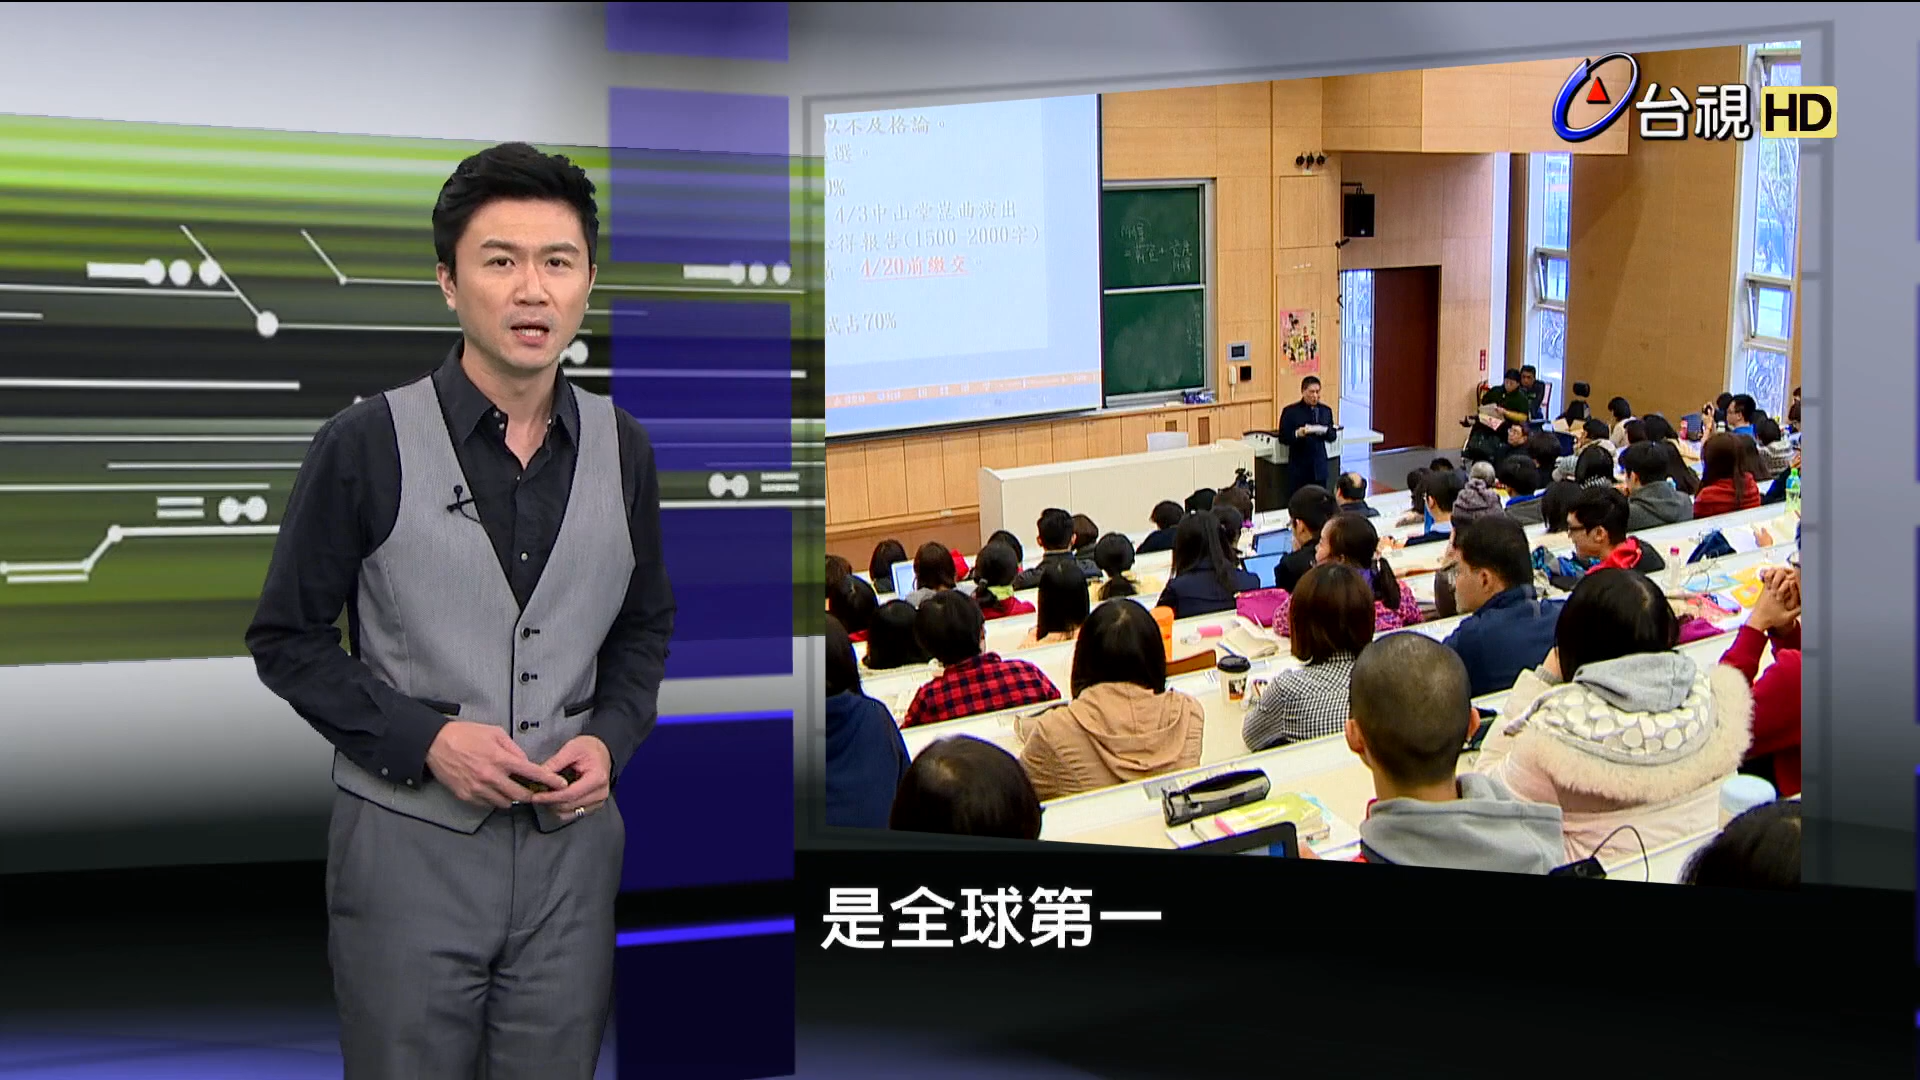 台視 HD
以不及格論。
選。
0%
4/3中山堂崑曲演出
心得報告(1500-2000字)
4/20前繳交。
試占70%
是全球第一